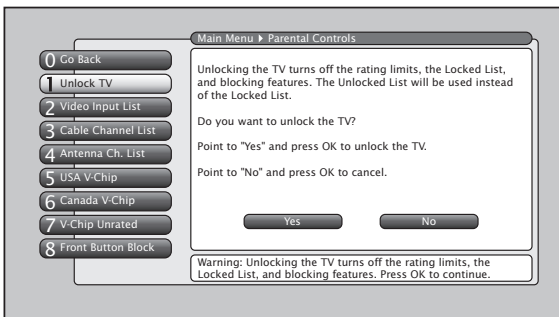 Main Menu ▶ Parental Controls
0 Go Back
1 Unlock TV
2 Video Input List
3 Cable Channel List
4 Antenna Ch. List
5 USA V-Chip
6 Canada V-Chip
7 V-Chip Unrated
8 Front Button Block
Unlocking the TV turns off the rating limits, the Locked List,
and blocking features. The Unlocked List will be used instead
of the Locked List.
Do you want to unlock the TV?
Point to "Yes" and press OK to unlock the TV.
Point to "No" and press OK to cancel.
Yes No
Warning: Unlocking the TV turns off the rating limits, the
Locked List, and blocking features. Press OK to continue.